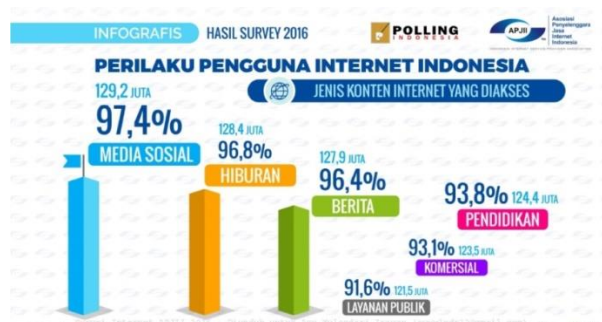 INFOGRAFIS HASIL SURVEY 2016
POLLING
INDONESIA
APJII
Asosiasi
Penyelenggara
Jasa
Internet
Indonesia
PERILAKU PENGGUNA INTERNET INDONESIA
JENIS KONTEN INTERNET YANG DIAKSES
129,2 JUTA
97,4%
MEDIA SOSIAL
128,4 JUTA
96,8%
HIBURAN
127,9 JUTA
96,4%
BERITA
93,8% 124,4 JUTA
PENDIDIKAN
93,1% 123,5 JUTA
KOMERSIAL
91,6% 121,5 JUTA
LAYANAN PUBLIK